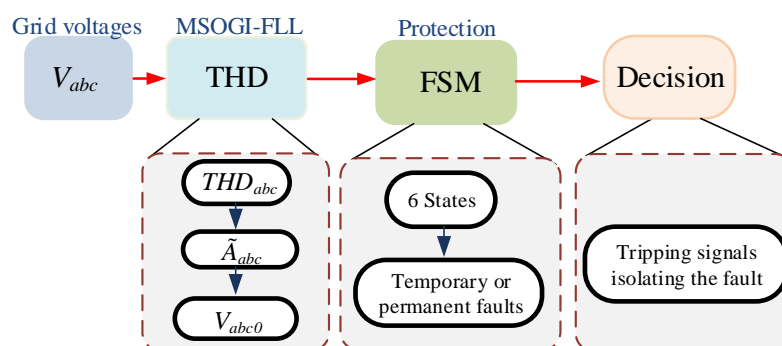 Grid voltages MSOGI-FLL Protection
V_abc THD FSM Decision
THD_abc
6 States
Ã_abc
Tripping signals
isolating the fault
Temporary or
permanent faults
V_abc0